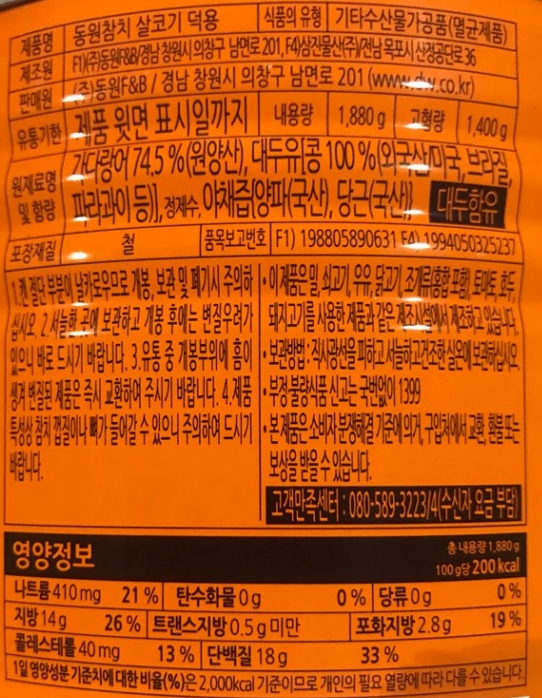 제품명 동원참치 살코기 덕용 식품의 유형 기타수산물가공품(멸균제품)
제조원 F1)(주)동원F&B/경남 창원시 의창구 남면로 201, F4)삼진물산(주)/전남 목포시 산정공단로 36
판매원 (주)동원F&B / 경남 창원시 의창구 남면로 201 (www.dw.co.kr)
유통기한 제품 윗면 표시일까지 내용량 1,880 g 고형량 1,400 g
원재료명 및 함량 가다랑어 74.5 %(원양산), 대두유[콩 100 %(외국산/미국, 브라질,
파라과이 등)], 정제수, 야채즙[양파(국산), 당근(국산)] 대두함유
포장재질 철 품목보고번호 F1) 198805890631 F4) 1994050325237
1. 캔 절단 부분이 날카로우므로 개봉, 보관 및 폐기시 주의하
십시오. 2. 서늘한 곳에 보관하고 개봉 후에는 변질우려가
있으니 바로 드시기 바랍니다. 3. 유통 중 개봉부위에 흠이
생겨 변질된 제품은 즉시 교환하여 주시기 바랍니다. 4. 제품
특성상 참치 껍질이나 뼈가 들어갈 수 있으니 주의하여 드시기
바랍니다.
• 이 제품은 밀, 쇠고기, 우유, 닭고기, 조개류(홍합 포함), 토마토, 호두,
돼지고기를 사용한 제품과 같은 제조시설에서 제조하고 있습니다.
• 보관방법 : 직사광선을 피하고 서늘하고 건조한 실온에 보관하십시오.
• 부정·불량식품 신고는 국번없이 1399
• 본 제품은 소비자 분쟁해결 기준에 의거, 구입처에서 교환, 환불 또는
보상을 받을 수 있습니다.
고객만족센터 : 080-589-3223/4(수신자 요금 부담)
영양정보 총 내용량 1,880 g
100 g당 200 kcal
나트륨 410 mg 21 % 탄수화물 0 g 0 % 당류 0 g 0 %
지방 14 g 26 % 트랜스지방 0.5 g 미만 포화지방 2.8 g 19 %
콜레스테롤 40 mg 13 % 단백질 18 g 33 %
1일 영양성분 기준치에 대한 비율(%)은 2,000kcal 기준이므로 개인의 필요 열량에 따라 다를 수 있습니다.